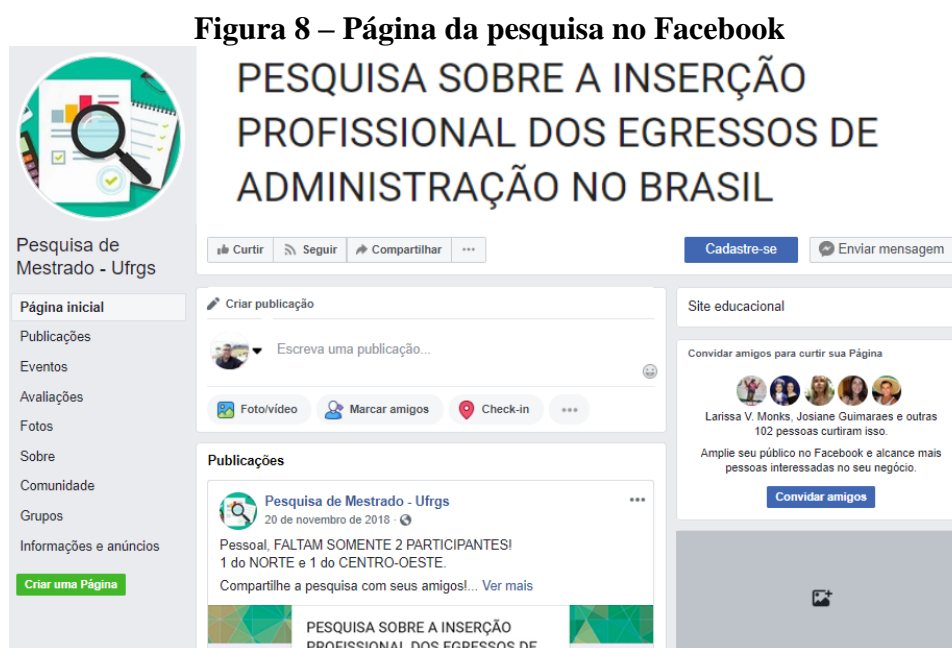 Figura 8 – Página da pesquisa no Facebook
PESQUISA SOBRE A INSERÇÃO
PROFISSIONAL DOS EGRESSOS DE
ADMINISTRAÇÃO NO BRASIL
Pesquisa de
Mestrado - Ufrgs
Curtir
Seguir
Compartilhar
Cadastre-se
Enviar mensagem
Página inicial
Publicações
Eventos
Avaliações
Fotos
Sobre
Comunidade
Grupos
Informações e anúncios
Criar uma Página
Criar publicação
Escreva uma publicação...
Foto/vídeo
Marcar amigos
Check-in
Publicações
Pesquisa de Mestrado - Ufrgs
20 de novembro de 2018 ·
Pessoal, FALTAM SOMENTE 2 PARTICIPANTES!
1 do NORTE e 1 do CENTRO-OESTE.
Compartilhe a pesquisa com seus amigos!... Ver mais
PESQUISA SOBRE A INSERÇÃO
PROFISSIONAL DOS EGRESSOS DE
Site educacional
Convidar amigos para curtir sua Página
Larissa V. Monks, Josiane Guimaraes e outras
102 pessoas curtiram isso.
Amplie seu público no Facebook e alcance mais
pessoas interessadas no seu negócio.
Convidar amigos